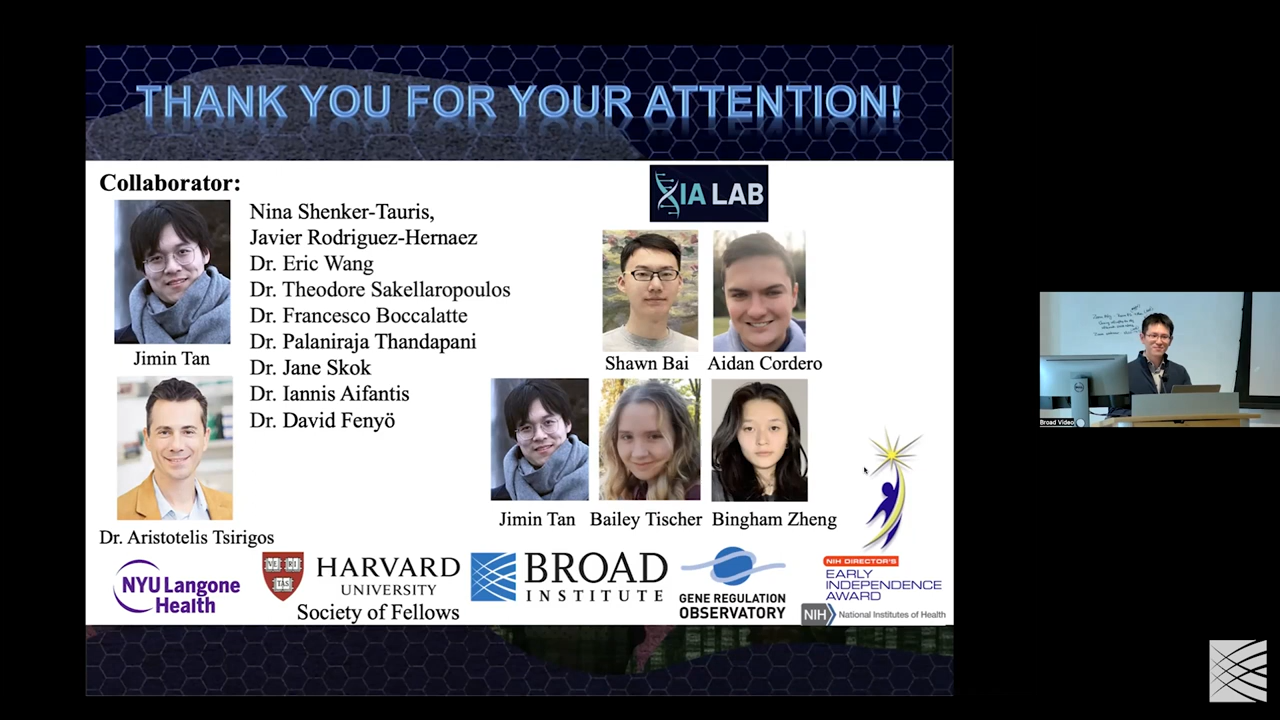 THANK YOU FOR YOUR ATTENTION!
Collaborator:
Nina Shenker-Tauris,
Javier Rodriguez-Hernaez
Dr. Eric Wang
Dr. Theodore Sakellaropoulos
Dr. Francesco Boccalatte
Dr. Palaniraja Thandapani
Dr. Jane Skok
Dr. Iannis Aifantis
Dr. David Fenyö
Jimin Tan
Dr. Aristotelis Tsirigos
XIA LAB
Shawn Bai
Aidan Cordero
Jimin Tan
Bailey Tischer
Bingham Zheng
NYU Langone
Health
HARVARD
UNIVERSITY
Society of Fellows
BROAD
INSTITUTE
GENE REGULATION
OBSERVATORY
NIH DIRECTOR'S
EARLY
INDEPENDENCE
AWARD
NIH National Institutes of Health
Broad Video